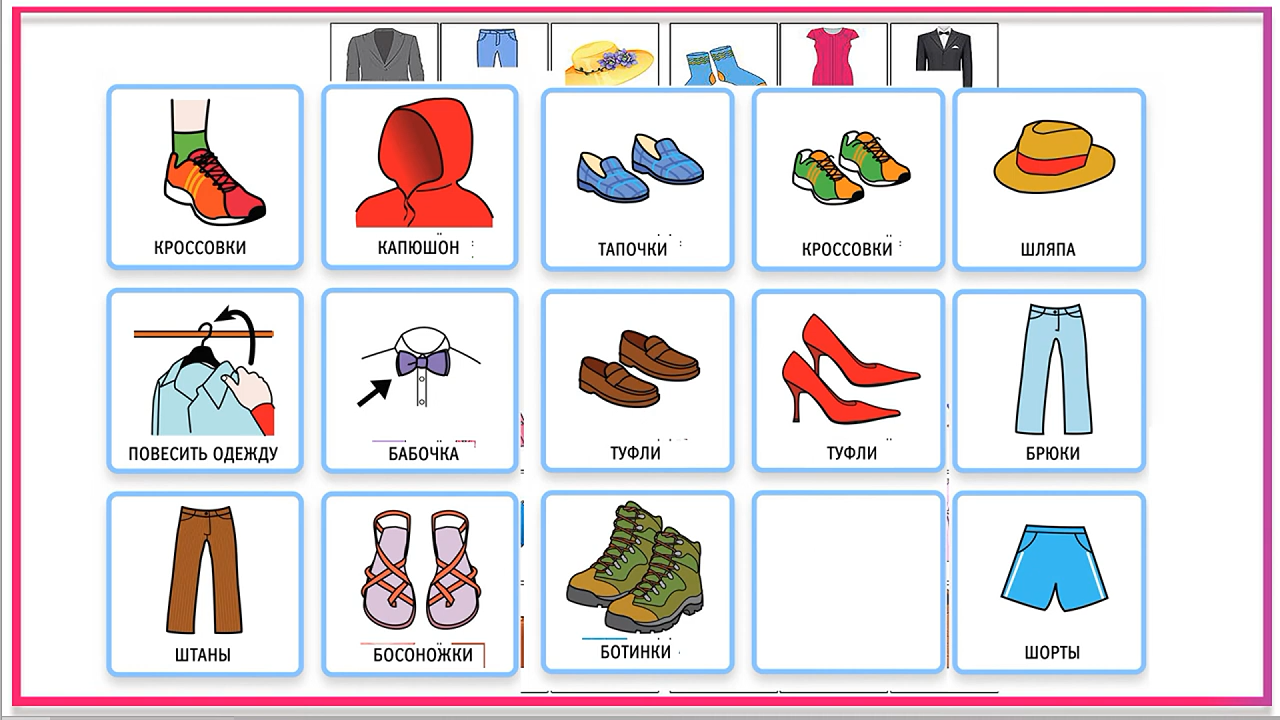 КРОССОВКИ
КАПЮШОН
ТАПОЧКИ
КРОССОВКИ
ШЛЯПА
ПОВЕСИТЬ ОДЕЖДУ
БАБОЧКА
ТУФЛИ
ТУФЛИ
БРЮКИ
ШТАНЫ
БОСОНОЖКИ
БОТИНКИ
ШОРТЫ